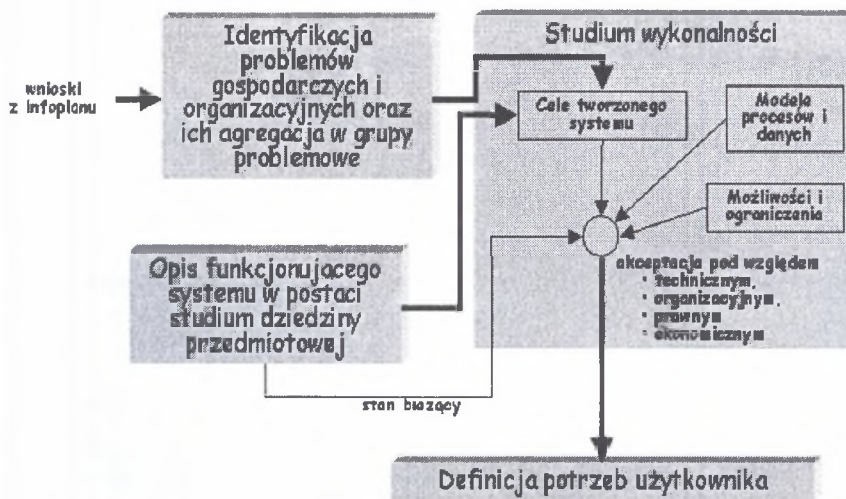 Identyfikacja
problemów
gospodarczych i
organizacyjnych oraz
ich agregacja w grupy
problemowe
wnioski
z infoplanu
Studium wykonalności
Cele tworzonego
systemu
Modele
procesów i
danych
Możliwości i
ograniczenia
akceptacja pod względem
• technicznym,
• organizacyjnym,
• prawnym
• ekonomicznym
Opis funkcjonującego
systemu w postaci
studium dziedziny
przedmiotowej
stan bieżący
Definicja potrzeb użytkownika